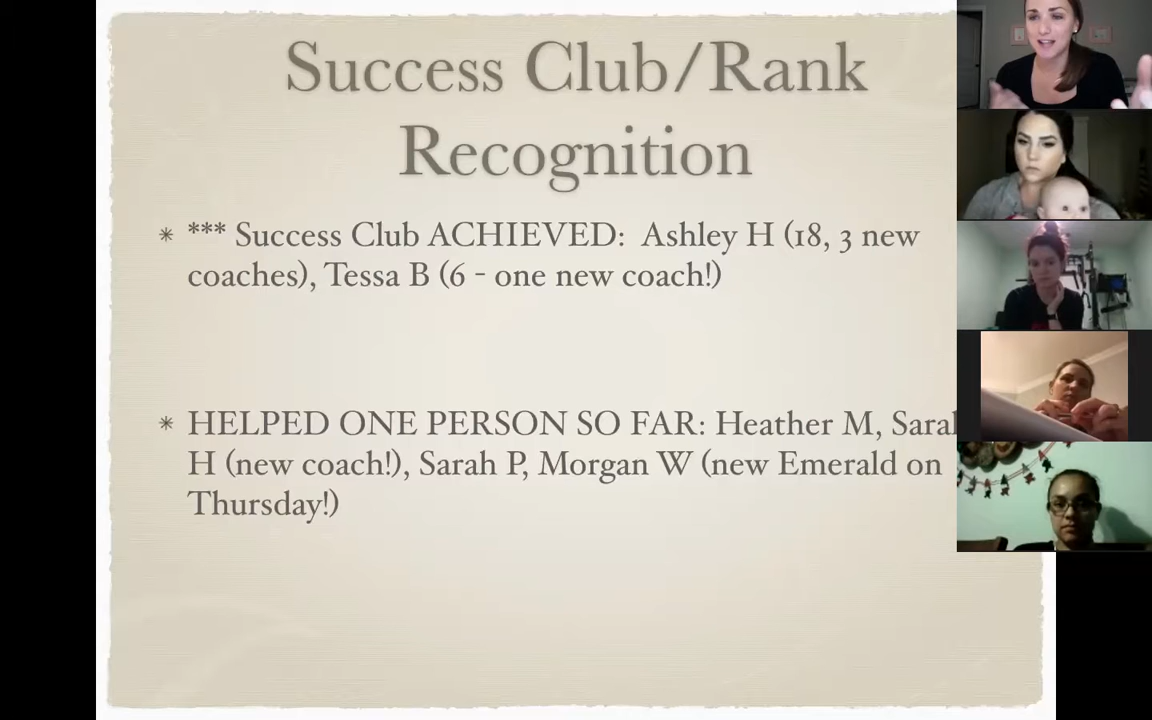 Success Club/Rank
Recognition
*** Success Club ACHIEVED: Ashley H (18, 3 new
coaches), Tessa B (6 - one new coach!)
HELPED ONE PERSON SO FAR: Heather M, Sarah
H (new coach!), Sarah P, Morgan W (new Emerald on
Thursday!)